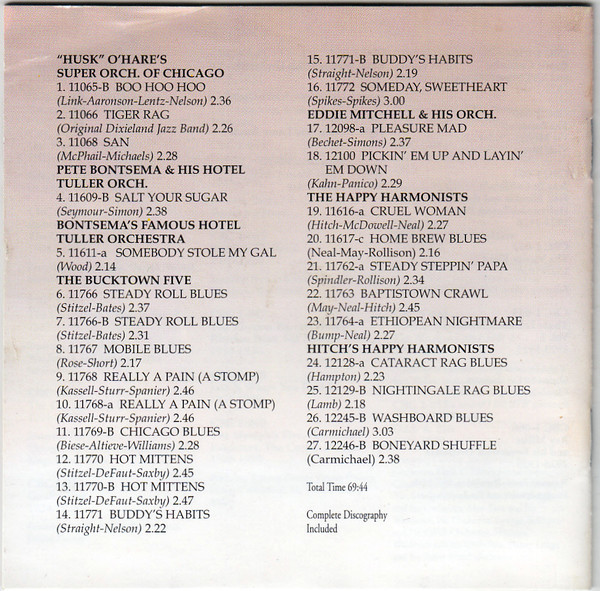 "HUSK" O'HARE'S
SUPER ORCH. OF CHICAGO
1. 11065-B BOO HOO HOO
(Link-Aaronson-Lentz-Nelson) 2.36
2. 11066 TIGER RAG
(Original Dixieland Jazz Band) 2.26
3. 11068 SAN
(McPhail-Michaels) 2.28
PETE BONTSEMA & HIS HOTEL
TULLER ORCH.
4. 11609-B SALT YOUR SUGAR
(Seymour-Simon) 2.38
BONTSEMA'S FAMOUS HOTEL
TULLER ORCHESTRA
5. 11611-a SOMEBODY STOLE MY GAL
(Wood) 2.14
THE BUCKTOWN FIVE
6. 11766 STEADY ROLL BLUES
(Stitzel-Bates) 2.37
7. 11766-B STEADY ROLL BLUES
(Stitzel-Bates) 2.31
8. 11767 MOBILE BLUES
(Rose-Short) 2.17
9. 11768 REALLY A PAIN (A STOMP)
(Kassell-Sturr-Spanier) 2.46
10. 11768-a REALLY A PAIN (A STOMP)
(Kassell-Sturr-Spanier) 2.46
11. 11769-B CHICAGO BLUES
(Biese-Altieve-Williams) 2.28
12. 11770 HOT MITTENS
(Stitzel-DeFaut-Saxby) 2.45
13. 11770-B HOT MITTENS
(Stitzel-DeFaut-Saxby) 2.47
14. 11771 BUDDY'S HABITS
(Straight-Nelson) 2.22
15. 11771-B BUDDY'S HABITS
(Straight-Nelson) 2.19
16. 11772 SOMEDAY, SWEETHEART
(Spikes-Spikes) 3.00
EDDIE MITCHELL & HIS ORCH.
17. 12098-a PLEASURE MAD
(Bechet-Simons) 2.37
18. 12100 PICKIN' EM UP AND LAYIN'
EM DOWN
(Kahn-Panico) 2.29
THE HAPPY HARMONISTS
19. 11616-a CRUEL WOMAN
(Hitch-McDowell-Neal) 2.27
20. 11617-c HOME BREW BLUES
(Neal-May-Rollison) 2.16
21. 11762-a STEADY STEPPIN' PAPA
(Spindler-Rollison) 2.34
22. 11763 BAPTISTOWN CRAWL
(May-Neal-Hitch) 2.45
23. 11764-a ETHIOPEAN NIGHTMARE
(Bump-Neal) 2.27
HITCH'S HAPPY HARMONISTS
24. 12128-a CATARACT RAG BLUES
(Hampton) 2.23
25. 12129-B NIGHTINGALE RAG BLUES
(Lamb) 2.18
26. 12245-B WASHBOARD BLUES
(Carmichael) 3.03
27. 12246-B BONEYARD SHUFFLE
(Carmichael) 2.38
Total Time 69:44
Complete Discography
Included